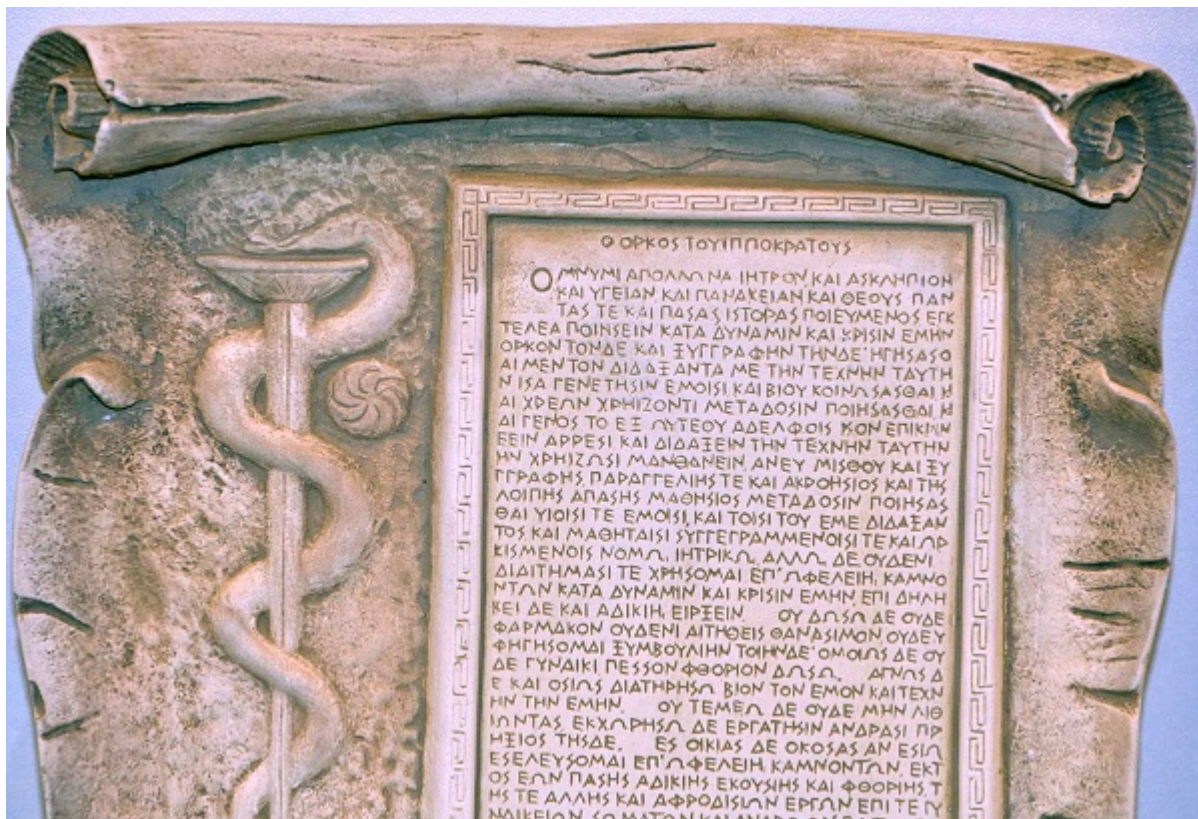 Ο ΟΡΚΟΣ ΤΟΥ ΙΠΠΟΚΡΑΤΟΥΣ
ΟΜΝΥΜΙ ΑΠΟΛΛΩΝΑ ΙΗΤΡΟΝ ΚΑΙ ΑΣΚΛΗΠΙΟΝ
ΚΑΙ ΥΓΕΙΑΝ ΚΑΙ ΠΑΝΑΚΕΙΑΝ ΚΑΙ ΘΕΟΥΣ ΠΑΝ
ΤΑΣ ΤΕ ΚΑΙ ΠΑΣΑΣ, ΙΣΤΟΡΑΣ ΠΟΙΕΥΜΕΝΟΣ ΕΓΚ
ΤΕΛΕΑ ΠΟΙΗΣΕΙΝ ΚΑΤΑ ΔΥΝΑΜΙΝ ΚΑΙ ΚΡΙΣΙΝ ΕΜΗΝ
ΟΡΚΟΝ ΤΟΝΔΕ ΚΑΙ ΞΥΓΓΡΑΦΗΝ ΤΗΝΔΕ ΗΓΗΣΑΣΟ
ΑΙ ΜΕΝ ΤΟΝ ΔΙΔΑΞΑΝΤΑ ΜΕ ΤΗΝ ΤΕΧΝΗΝ ΤΑΥΤΗ
Ν ΙΣΑ ΓΕΝΕΤΗΣΙΝ ΕΜΟΙΣΙ ΚΑΙ ΒΙΟΥ ΚΟΙΝΩΣΑΣΘΑΙ Κ
ΑΙ ΧΡΕΩΝ ΧΡΗΙΖΟΝΤΙ ΜΕΤΑΔΟΣΙΝ ΠΟΙΗΣΑΣΘΑΙ Κ
ΑΙ ΓΕΝΟΣ ΤΟ ΕΞ ΩΥΤΕΟΥ ΑΔΕΛΦΟΙΣ
ΕΕΙΝ ΑΡΡΕΣΙ ΚΑΙ ΔΙΔΑΞΕΙΝ ΤΗΝ ΤΕΧΝΗΝ ΤΑΥΤΗΝ
ΗΝ ΧΡΗΙΖΩΣΙ ΜΑΝΘΑΝΕΙΝ, ΑΝΕΥ ΜΙΣΘΟΥ ΚΑΙ ΞΥ
ΓΓΡΑΦΗΣ, ΠΑΡΑΓΓΕΛΙΗΣ ΤΕ ΚΑΙ ΑΚΡΟΗΣΙΟΣ ΚΑΙ ΤΗΣ
ΛΟΙΠΗΣ ΑΠΑΣΗΣ ΜΑΘΗΣΙΟΣ ΜΕΤΑΔΟΣΙΝ ΠΟΙΗΣΑΣ
ΘΑΙ ΥΙΟΙΣΙ ΤΕ ΕΜΟΙΣΙ, ΚΑΙ ΤΟΙΣΙ ΤΟΥ ΕΜΕ ΔΙΔΑΞΑΝ
ΤΟΣ ΚΑΙ ΜΑΘΗΤΑΙΣΙ ΣΥΓΓΕΓΡΑΜΜΕΝΟΙΣΙ ΤΕ ΚΑΙ ΩΡ
ΚΙΣΜΕΝΟΙΣ ΝΟΜΩ ΙΗΤΡΙΚΩ, ΑΛΛΩ ΔΕ ΟΥΔΕΝΙ
ΔΙΑΙΤΗΜΑΣΙ ΤΕ ΧΡΗΣΟΜΑΙ ΕΠ'ΩΦΕΛΕΙΗ, ΚΑΜΝΟ
ΝΤΩΝ ΚΑΤΑ ΔΥΝΑΜΙΝ ΚΑΙ ΚΡΙΣΙΝ ΕΜΗΝ, ΕΠΙ ΔΗΛΗ
ΚΕΙ ΔΕ ΚΑΙ ΑΔΙΚΙΗ, ΕΙΡΞΕΙΝ. ΟΥ ΔΩΣΩ ΔΕ ΟΥΔΕ
ΦΑΡΜΑΚΟΝ ΟΥΔΕΝΙ ΑΙΤΗΘΕΙΣ ΘΑΝΑΣΙΜΟΝ ΟΥΔΕ Υ
ΦΗΓΗΣΟΜΑΙ ΞΥΜΒΟΥΛΙΗΝ ΤΟΙΗΝΔΕ ΟΜΟΙΩΣ ΔΕ ΟΥ
ΔΕ ΓΥΝΑΙΚΙ ΠΕΣΣΟΝ ΦΘΟΡΙΟΝ ΔΩΣΩ. ΑΓΝΩΣ Δ
Ε ΚΑΙ ΟΣΙΩΣ ΔΙΑΤΗΡΗΣΩ ΒΙΟΝ ΤΟΝ ΕΜΟΝ ΚΑΙ ΤΕΧΝ
ΗΝ ΤΗΝ ΕΜΗΝ. ΟΥ ΤΕΜΕΩ ΔΕ ΟΥΔΕ ΜΗΝ ΛΙΘ
ΙΩΝΤΑΣ, ΕΚΧΩΡΗΣΩ ΔΕ ΕΡΓΑΤΗΣΙΝ ΑΝΔΡΑΣΙ ΠΡ
ΗΞΙΟΣ ΤΗΣΔΕ. ΕΣ ΟΙΚΙΑΣ ΔΕ ΟΚΟΣΑΣ ΑΝ ΕΣΙΩ
ΕΣΕΛΕΥΣΟΜΑΙ ΕΠ'ΩΦΕΛΕΙΗ ΚΑΜΝΟΝΤΩΝ, ΕΚΤ
ΟΣ ΕΩΝ ΠΑΣΗΣ ΑΔΙΚΙΗΣ ΕΚΟΥΣΙΗΣ ΚΑΙ ΦΘΟΡΙΗΣ, Τ
ΗΣ ΤΕ ΑΛΛΗΣ ΚΑΙ ΑΦΡΟΔΙΣΙΩΝ ΕΡΓΩΝ ΕΠΙ ΤΕ ΓΥ